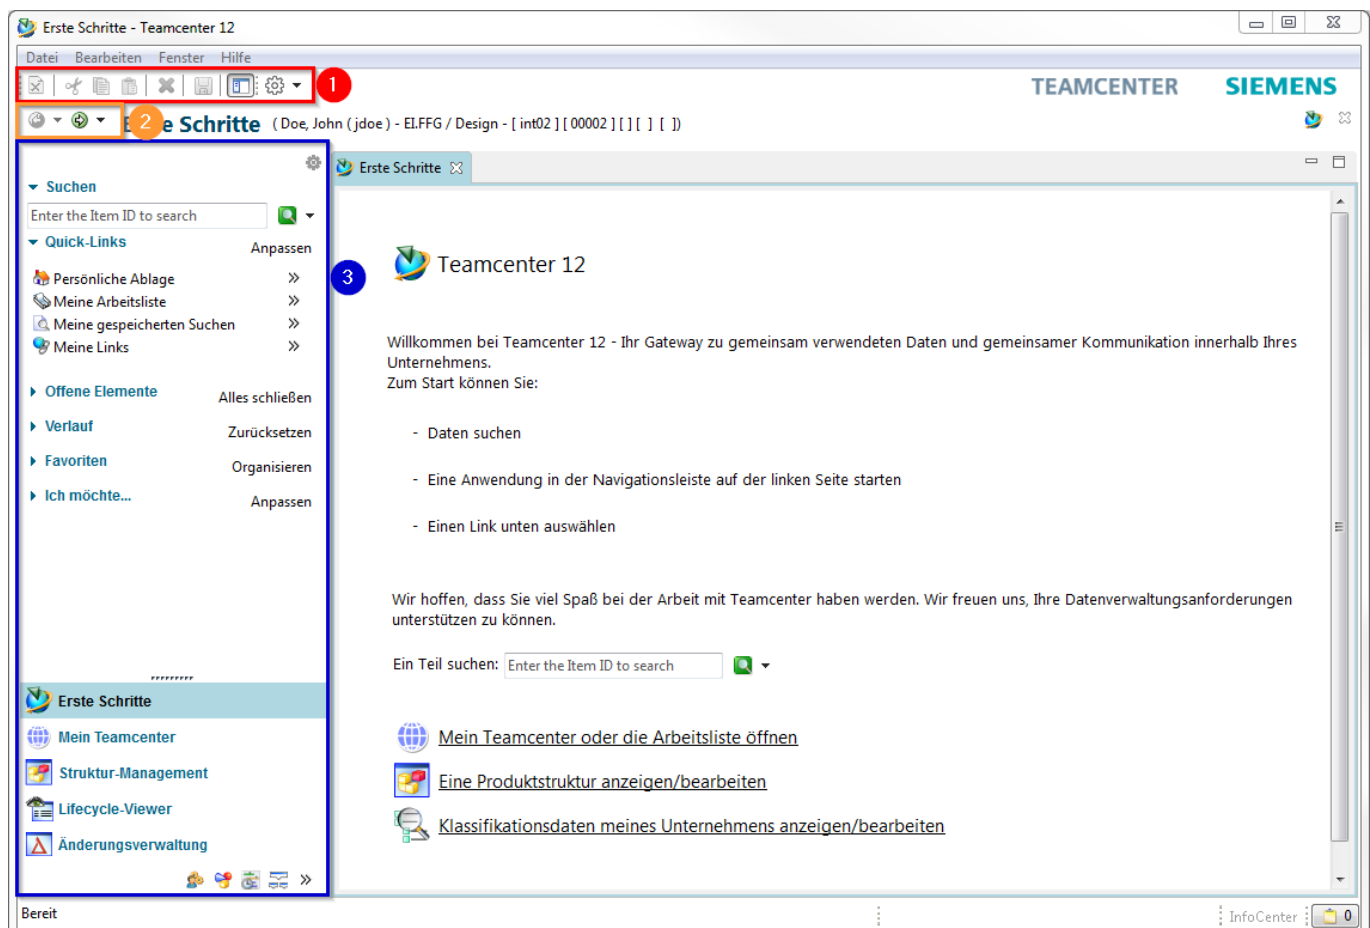 Erste Schritte - Teamcenter 12
Datei Bearbeiten Fenster Hilfe
1
TEAMCENTER SIEMENS
2 e Schritte ( Doe, John ( jdoe ) - EI.FFG / Design - [ int02 ] [ 00002 ] [ ] [ ] [ ])
Erste Schritte
Suchen
Enter the Item ID to search
Quick-Links Anpassen
Persönliche Ablage »
Meine Arbeitsliste »
Meine gespeicherten Suchen »
Meine Links »
Offene Elemente Alles schließen
Verlauf Zurücksetzen
Favoriten Organisieren
Ich möchte... Anpassen
3
Erste Schritte
Mein Teamcenter
Struktur-Management
Lifecycle-Viewer
Änderungsverwaltung
»
Teamcenter 12
Willkommen bei Teamcenter 12 - Ihr Gateway zu gemeinsam verwendeten Daten und gemeinsamer Kommunikation innerhalb Ihres
Unternehmens.
Zum Start können Sie:
- Daten suchen
- Eine Anwendung in der Navigationsleiste auf der linken Seite starten
- Einen Link unten auswählen
Wir hoffen, dass Sie viel Spaß bei der Arbeit mit Teamcenter haben werden. Wir freuen uns, Ihre Datenverwaltungsanforderungen
unterstützen zu können.
Ein Teil suchen: Enter the Item ID to search
Mein Teamcenter oder die Arbeitsliste öffnen
Eine Produktstruktur anzeigen/bearbeiten
Klassifikationsdaten meines Unternehmens anzeigen/bearbeiten
Bereit
InfoCenter 0